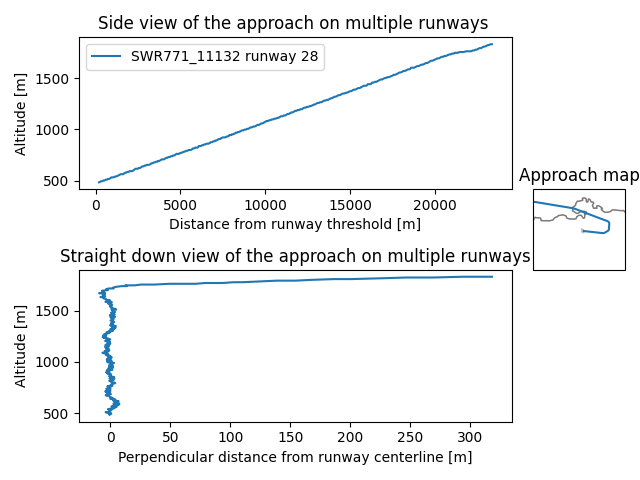 Side view of the approach on multiple runways
SWR771_11132 runway 28
Altitude [m]
1500
1000
500
0
5000
10000
15000
20000
Distance from runway threshold [m]
Approach map
Straight down view of the approach on multiple runways
Altitude [m]
1500
1000
500
0
50
100
150
200
250
300
Perpendicular distance from runway centerline [m]